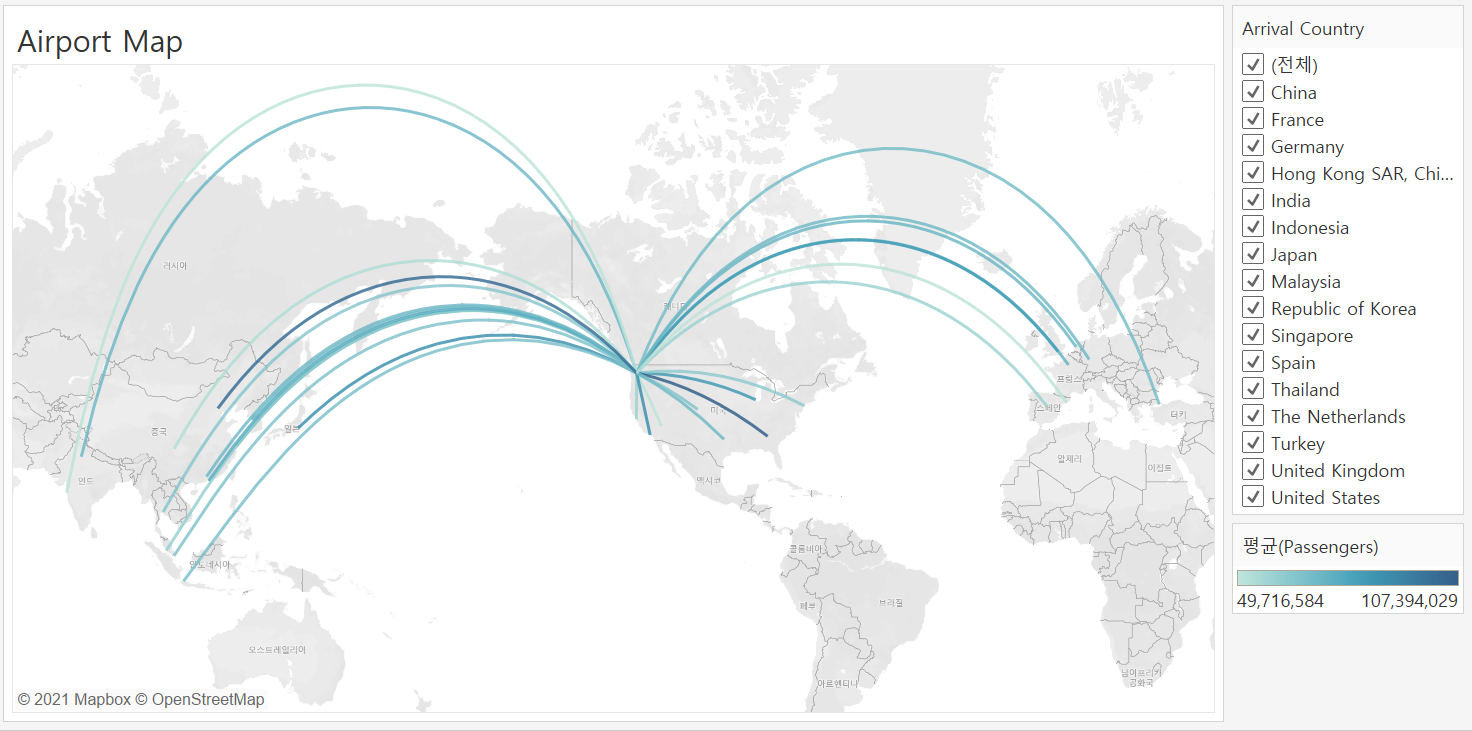 Airport Map
러시아
캐나다
프랑스
스페인
터키
미국
중국
일본
알제리
이집트
인도
멕시코
인도네시아
콜롬비아
페루
브라질
오스트레일리아
아르헨티나
남아프리카
공화국
© 2021 Mapbox © OpenStreetMap
Arrival Country
(전체)
China
France
Germany
Hong Kong SAR, Chi...
India
Indonesia
Japan
Malaysia
Republic of Korea
Singapore
Spain
Thailand
The Netherlands
Turkey
United Kingdom
United States
평균(Passengers)
49,716,584 107,394,029